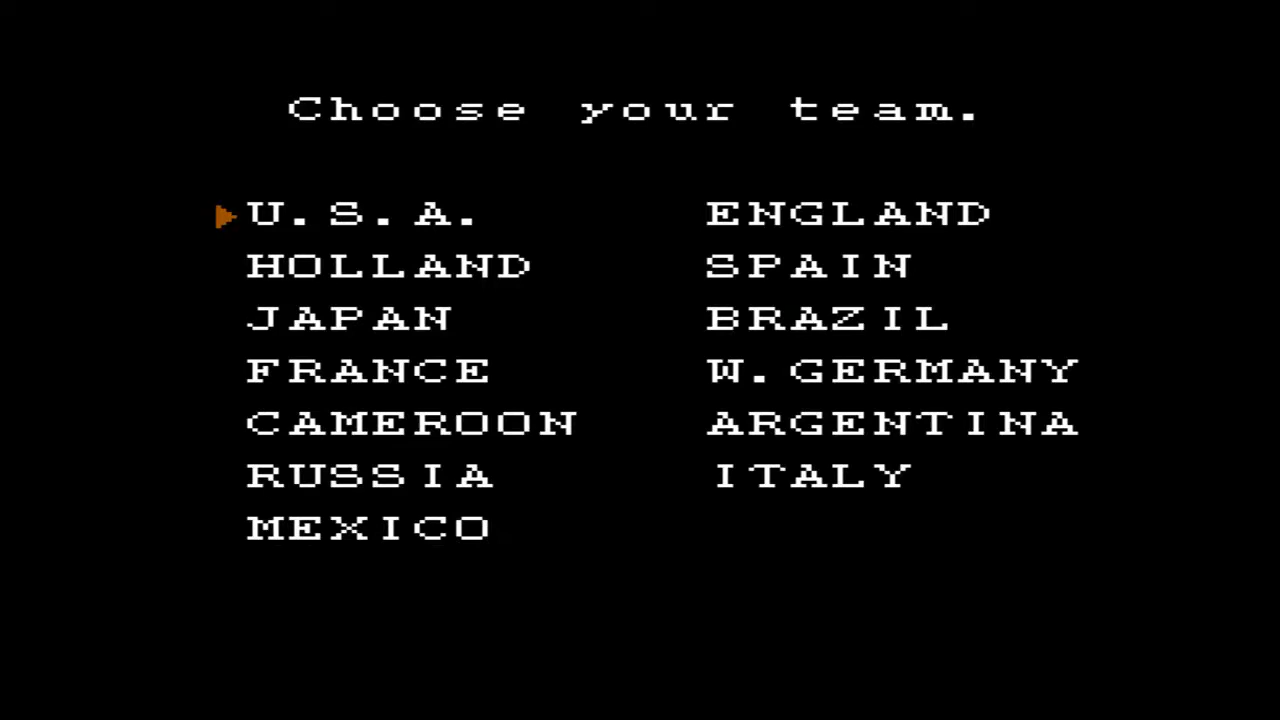 Choose your team.
U.S.A. ENGLAND
HOLLAND SPAIN
JAPAN BRAZIL
FRANCE W.GERMANY
CAMEROON ARGENTINA
RUSSIA ITALY
MEXICO